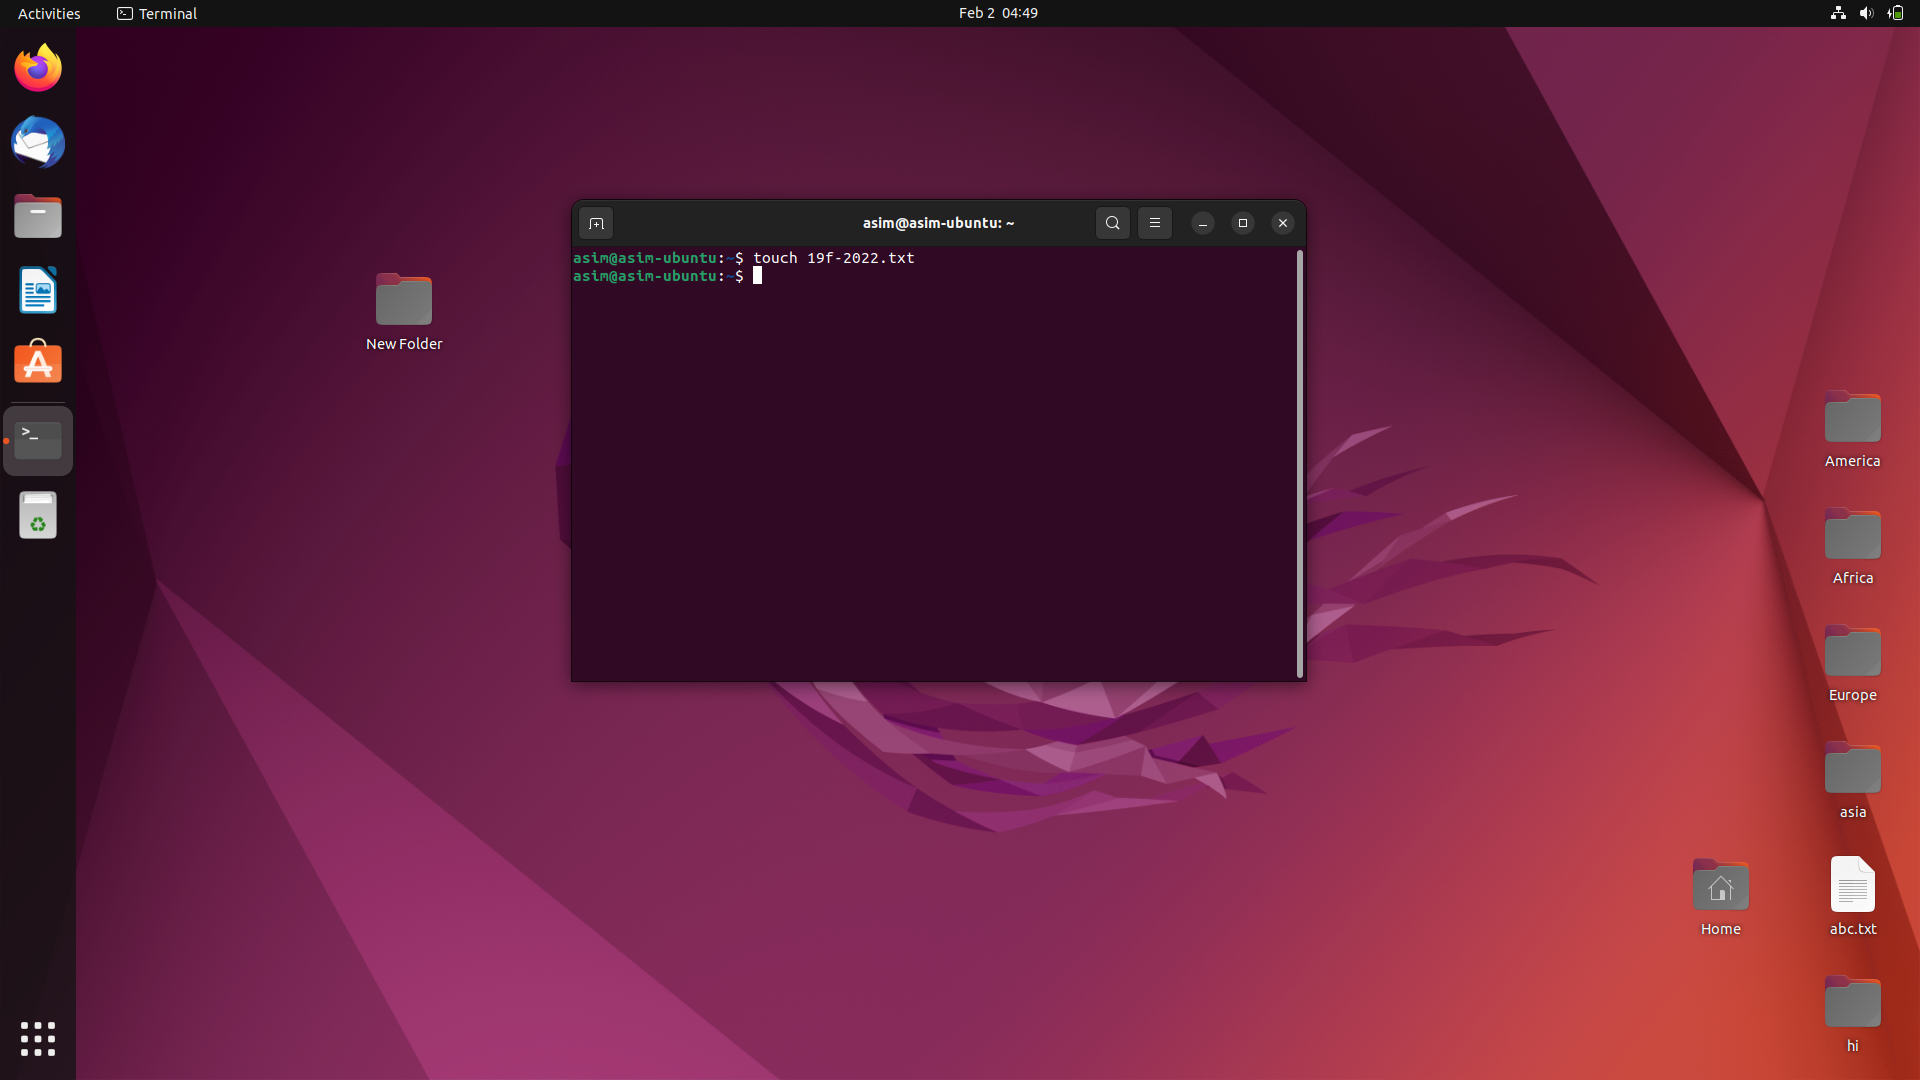 Activities
Terminal
Feb 2 04:49
asim@asim-ubuntu: ~
asim@asim-ubuntu:~$ touch 19f-2022.txt
asim@asim-ubuntu:~$
New Folder
America
Africa
Europe
asia
Home
abc.txt
hi